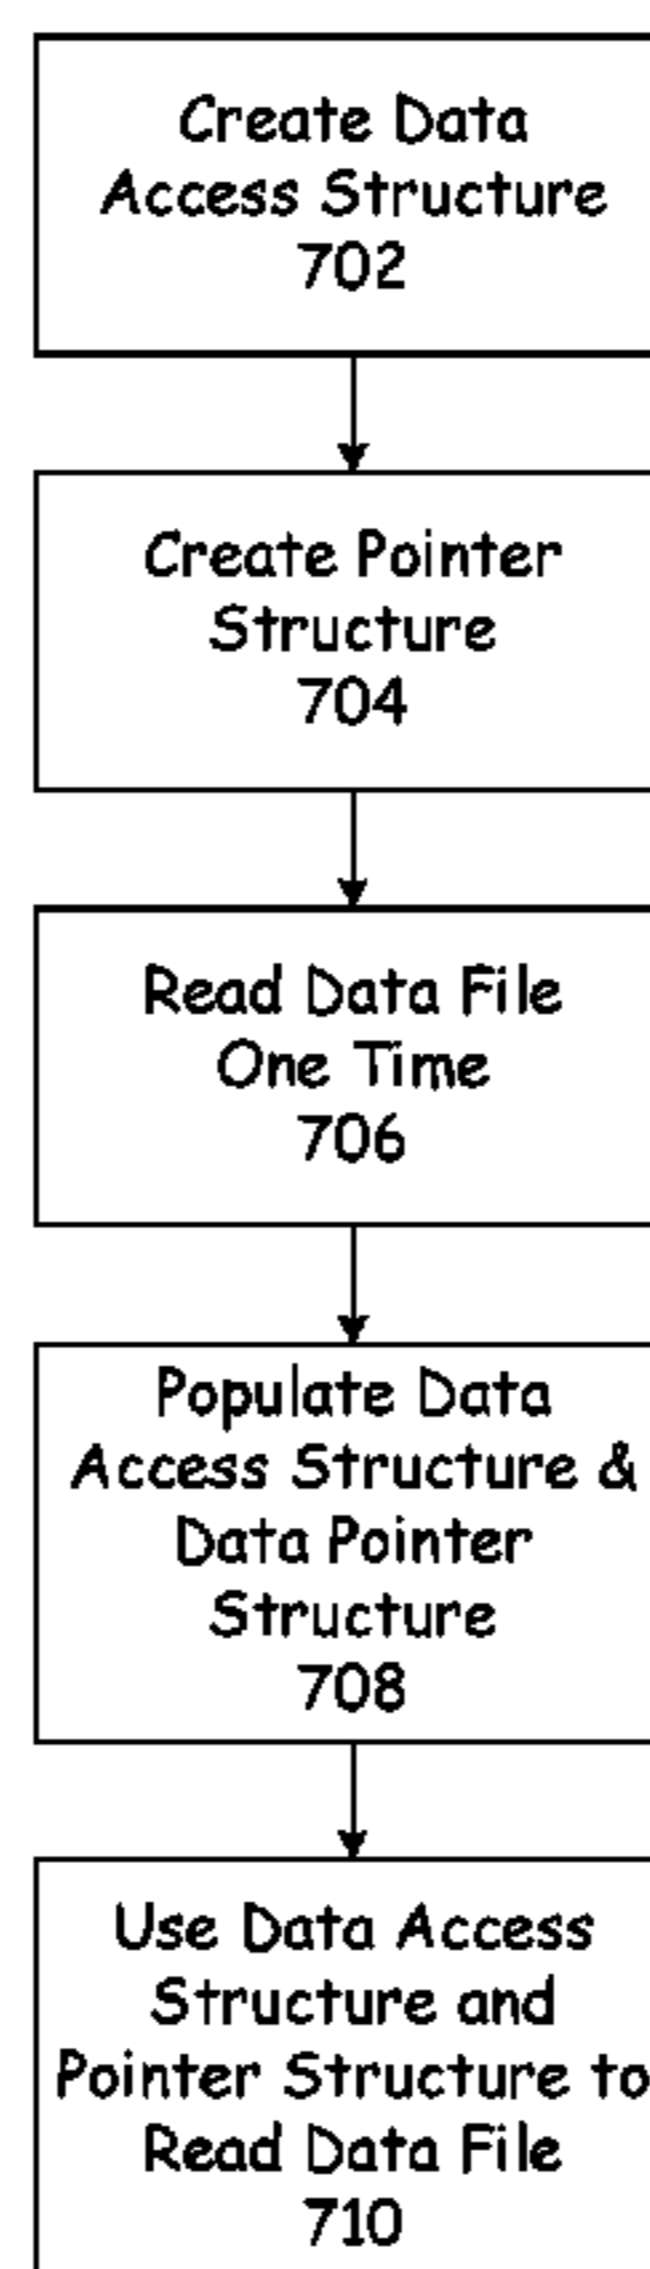 Create Data
Access Structure
702
Create Pointer
Structure
704
Read Data File
One Time
706
Populate Data
Access Structure &
Data Pointer
Structure
708
Use Data Access
Structure and
Pointer Structure to
Read Data File
710